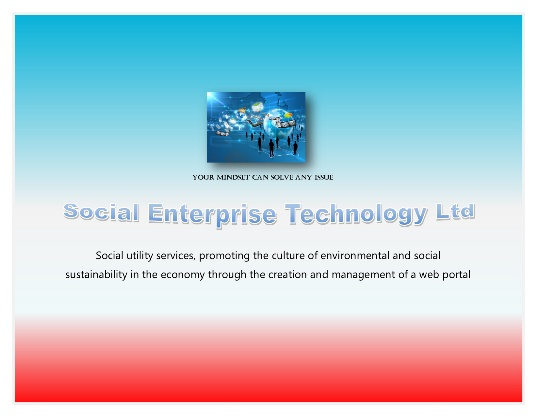 YOUR MINDSET CAN SOLVE ANY ISSUE
Social Enterprise Technology Ltd
Social utility services, promoting the culture of environmental and social
sustainability in the economy through the creation and management of a web portal